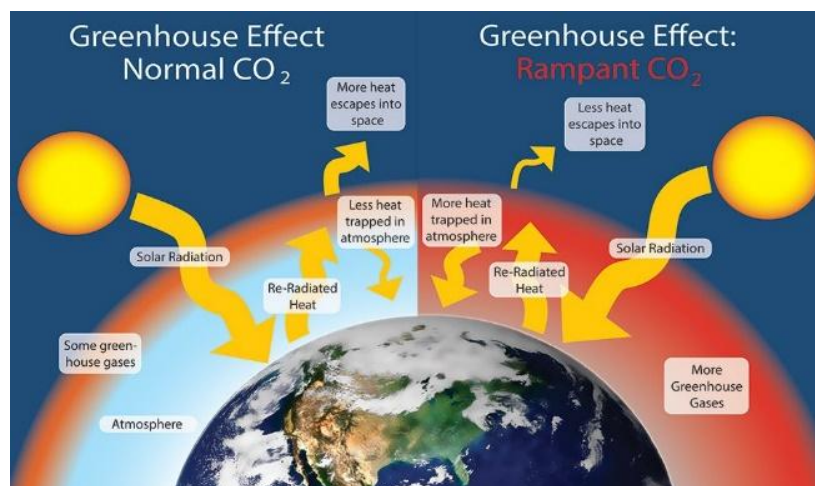 Greenhouse Effect
Normal CO₂
More heat
escapes into
space
Less heat
trapped in
atmosphere
Solar Radiation
Re-Radiated
Heat
Some green-
house gases
Atmosphere
Greenhouse Effect:
Rampant CO₂
Less heat
escapes into
space
More heat
trapped in
atmosphere
Solar Radiation
Re-Radiated
Heat
More
Greenhouse
Gases